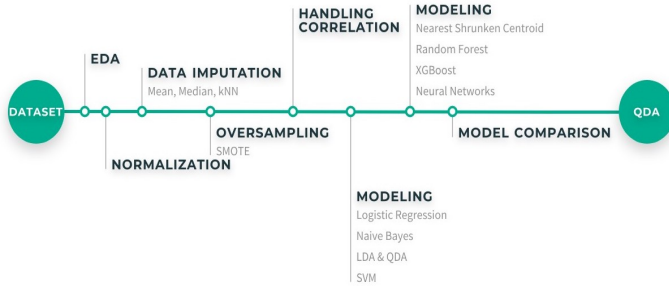 DATASET
EDA
NORMALIZATION
DATA IMPUTATION
Mean, Median, kNN
OVERSAMPLING
SMOTE
HANDLING
CORRELATION
MODELING
Logistic Regression
Naive Bayes
LDA & QDA
SVM
MODELING
Nearest Shrunken Centroid
Random Forest
XGBoost
Neural Networks
MODEL COMPARISON
QDA